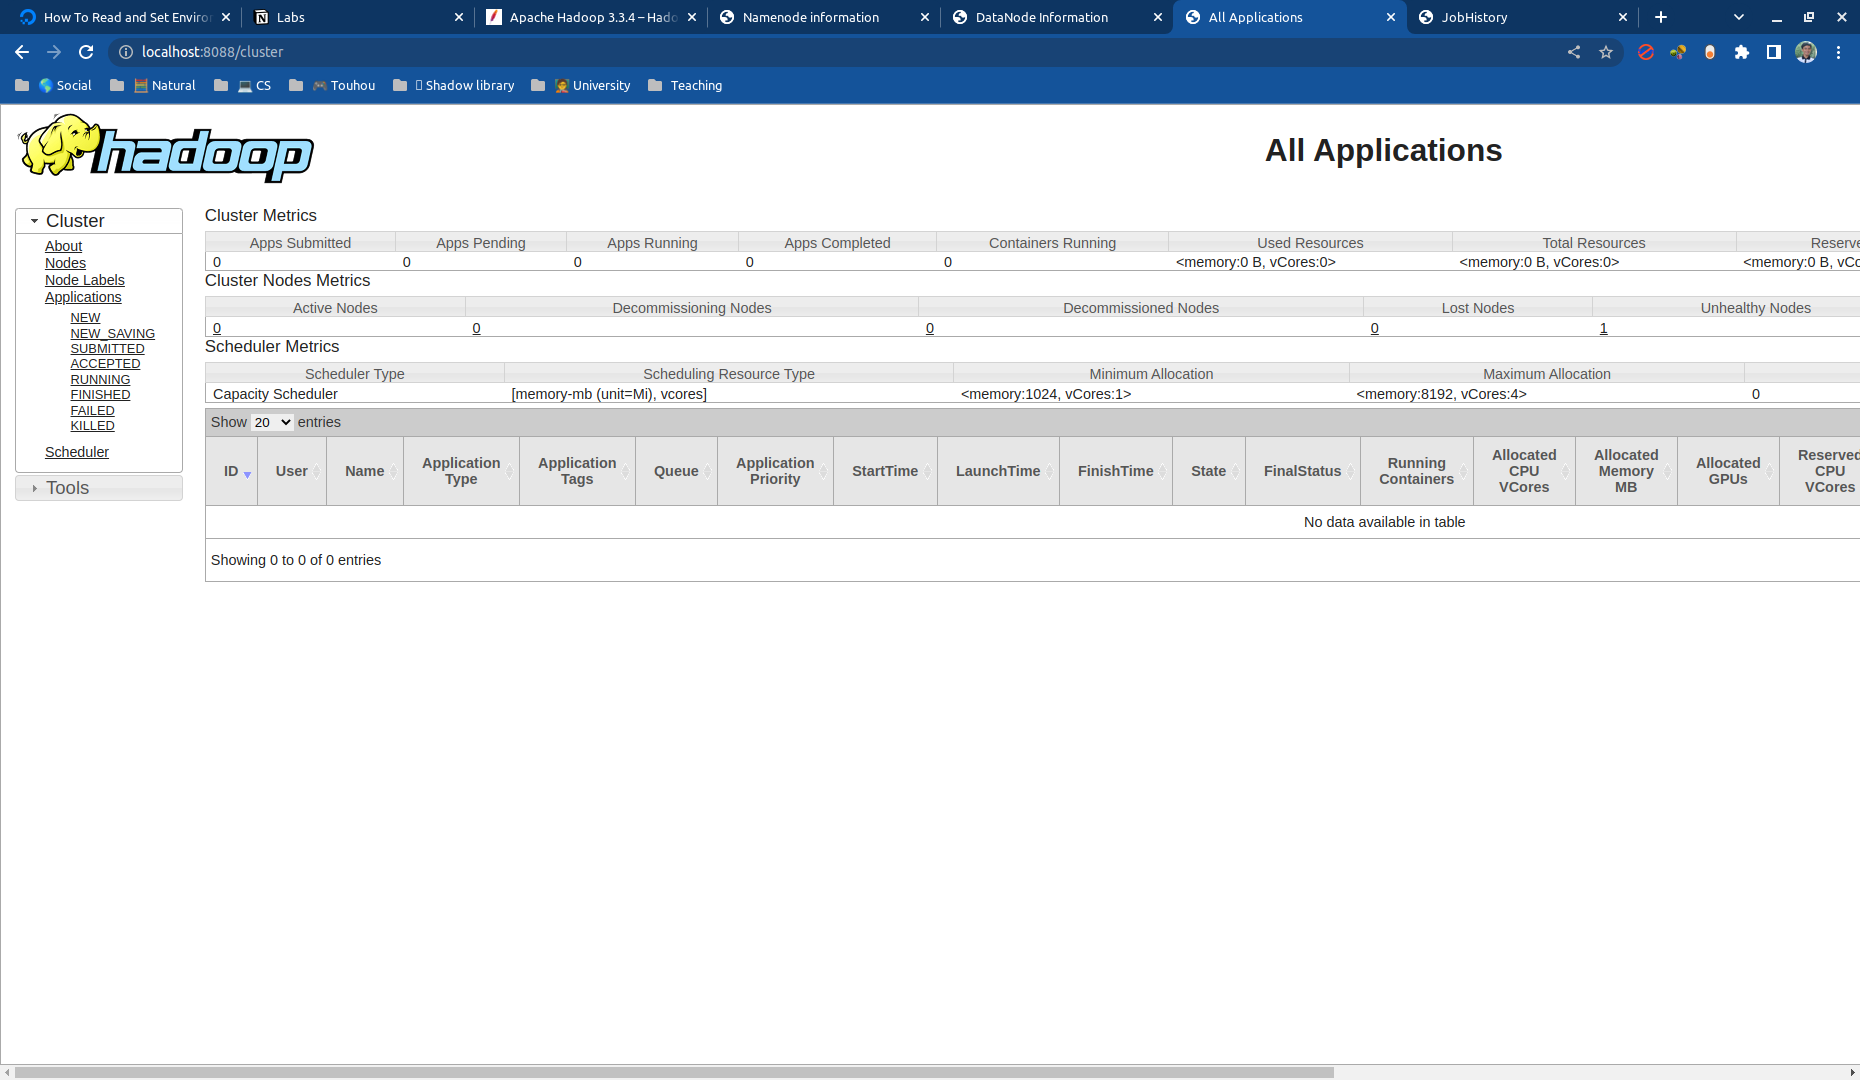 How To Read and Set Enviro
Labs
Apache Hadoop 3.3.4 – Hado
Namenode information
DataNode Information
All Applications
JobHistory
localhost:8088/cluster
Social
Natural
CS
Touhou
Shadow library
University
Teaching
hadoop
All Applications
Cluster
About
Nodes
Node Labels
Applications
NEW
NEW_SAVING
SUBMITTED
ACCEPTED
RUNNING
FINISHED
FAILED
KILLED
Scheduler
Tools
Cluster Metrics
Apps Submitted Apps Pending Apps Running Apps Completed Containers Running Used Resources Total Resources Reserve
0 0 0 0 0 <memory:0 B, vCores:0> <memory:0 B, vCores:0> <memory:0 B, vCo
Cluster Nodes Metrics
Active Nodes Decommissioning Nodes Decommissioned Nodes Lost Nodes Unhealthy Nodes
0 0 0 0 1
Scheduler Metrics
Scheduler Type Scheduling Resource Type Minimum Allocation Maximum Allocation
Capacity Scheduler [memory-mb (unit=Mi), vcores] <memory:1024, vCores:1> <memory:8192, vCores:4> 0
Show 20 entries
ID
User
Name
Application
Type
Application
Tags
Queue
Application
Priority
StartTime
LaunchTime
FinishTime
State
FinalStatus
Running
Containers
Allocated
CPU
VCores
Allocated
Memory
MB
Allocated
GPUs
Reserved
CPU
VCores
No data available in table
Showing 0 to 0 of 0 entries